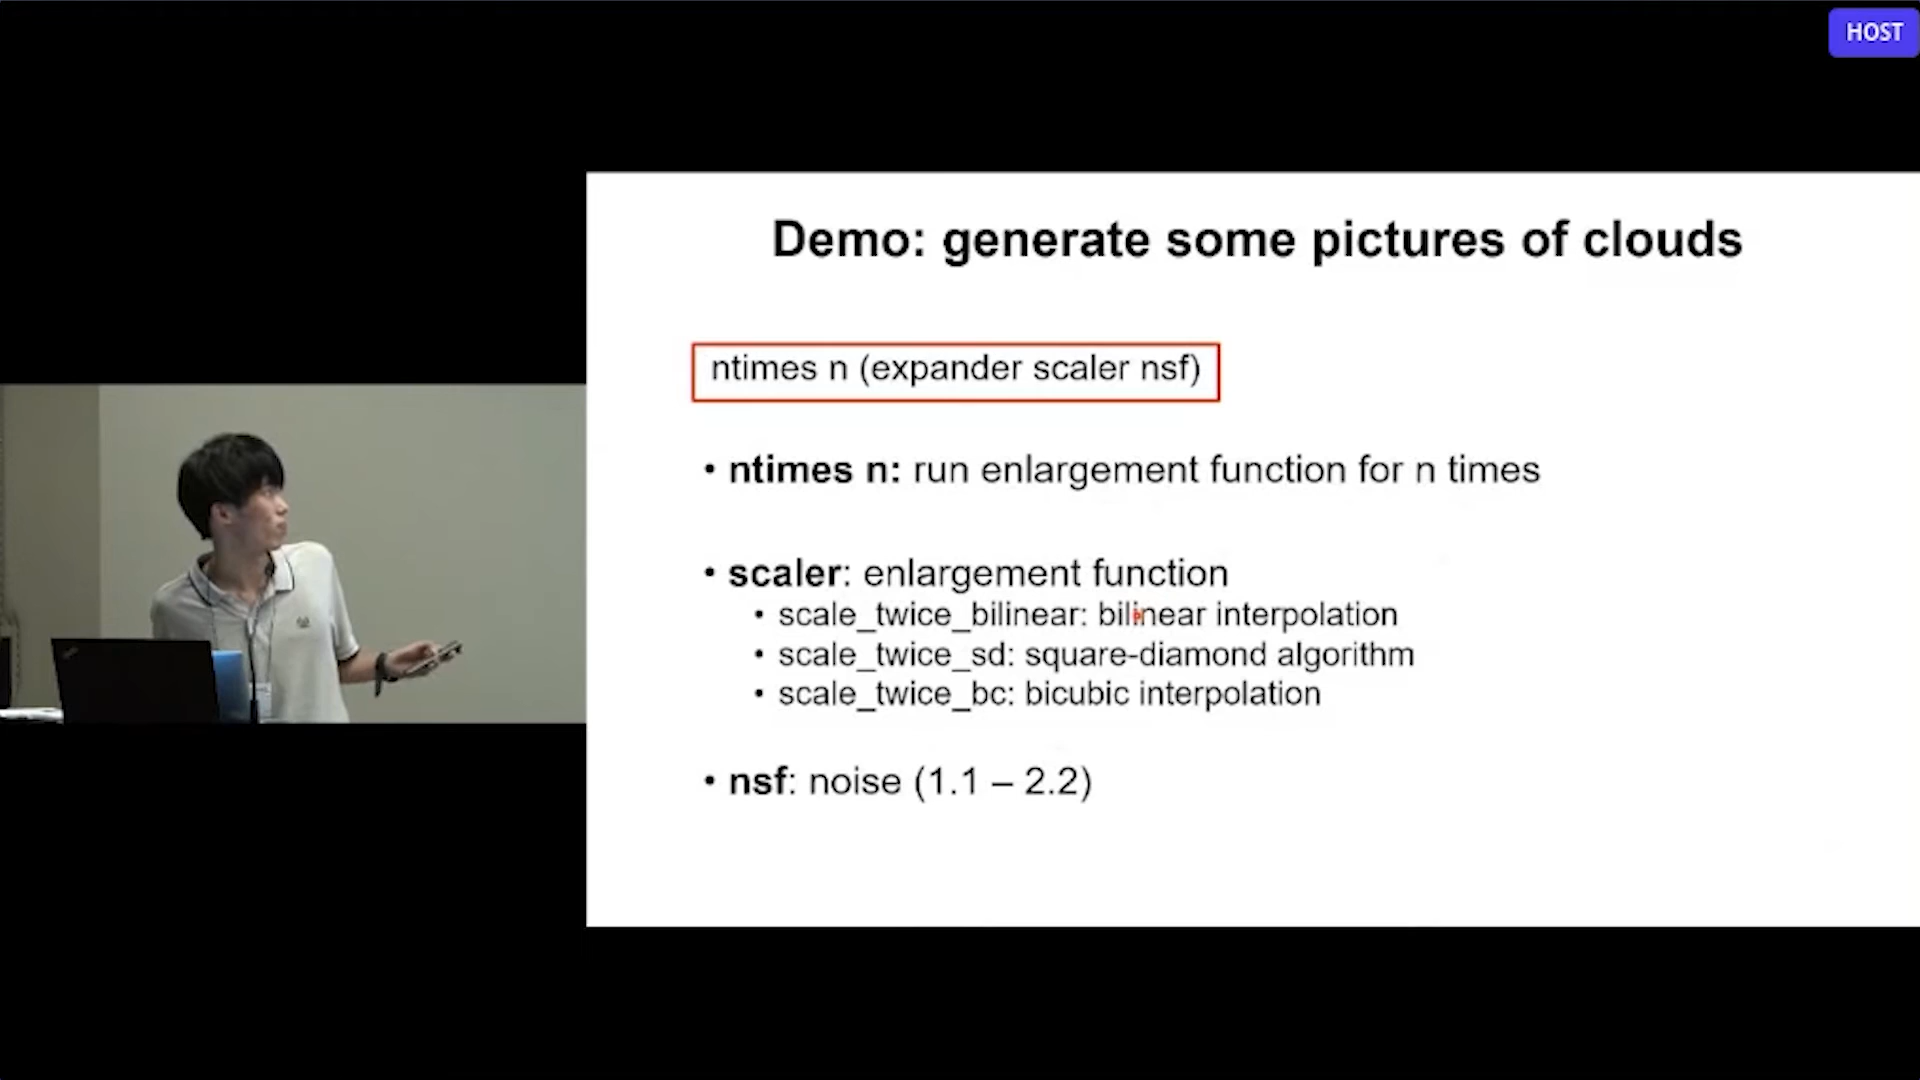 HOST
Demo: generate some pictures of clouds
ntimes n (expander scaler nsf)
• ntimes n: run enlargement function for n times
• scaler: enlargement function
• scale_twice_bilinear: bilinear interpolation
• scale_twice_sd: square-diamond algorithm
• scale_twice_bc: bicubic interpolation
• nsf: noise (1.1 – 2.2)